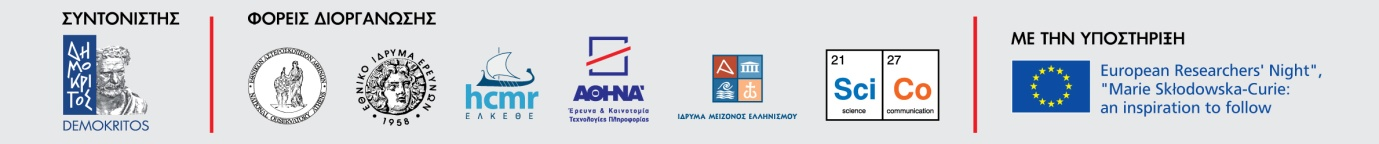 ΣΥΝΤΟΝΙΣΤΗΣ
ΔΗ
ΜΟ
ΚΡΙ
ΤΟΣ
DEMOKRITOS
ΦΟΡΕΙΣ ΔΙΟΡΓΑΝΩΣΗΣ
ΕΘΝΙΚΟ ΙΔΡΥΜΑ ΕΡΕΥΝΩΝ
• 1958 •
hcmr
ΕΛΚΕΘΕ
ΑΘΗΝΑ
Έρευνα & Καινοτομία
Τεχνολογίες Πληροφορίας
ΙΔΡΥΜΑ ΜΕΙΖΟΝΟΣ ΕΛΛΗΝΙΣΜΟΥ
21
Sci
science
27
Co
communication
ΜΕ ΤΗΝ ΥΠΟΣΤΗΡΙΞΗ
European Researchers' Night",
"Marie Skłodowska-Curie:
an inspiration to follow